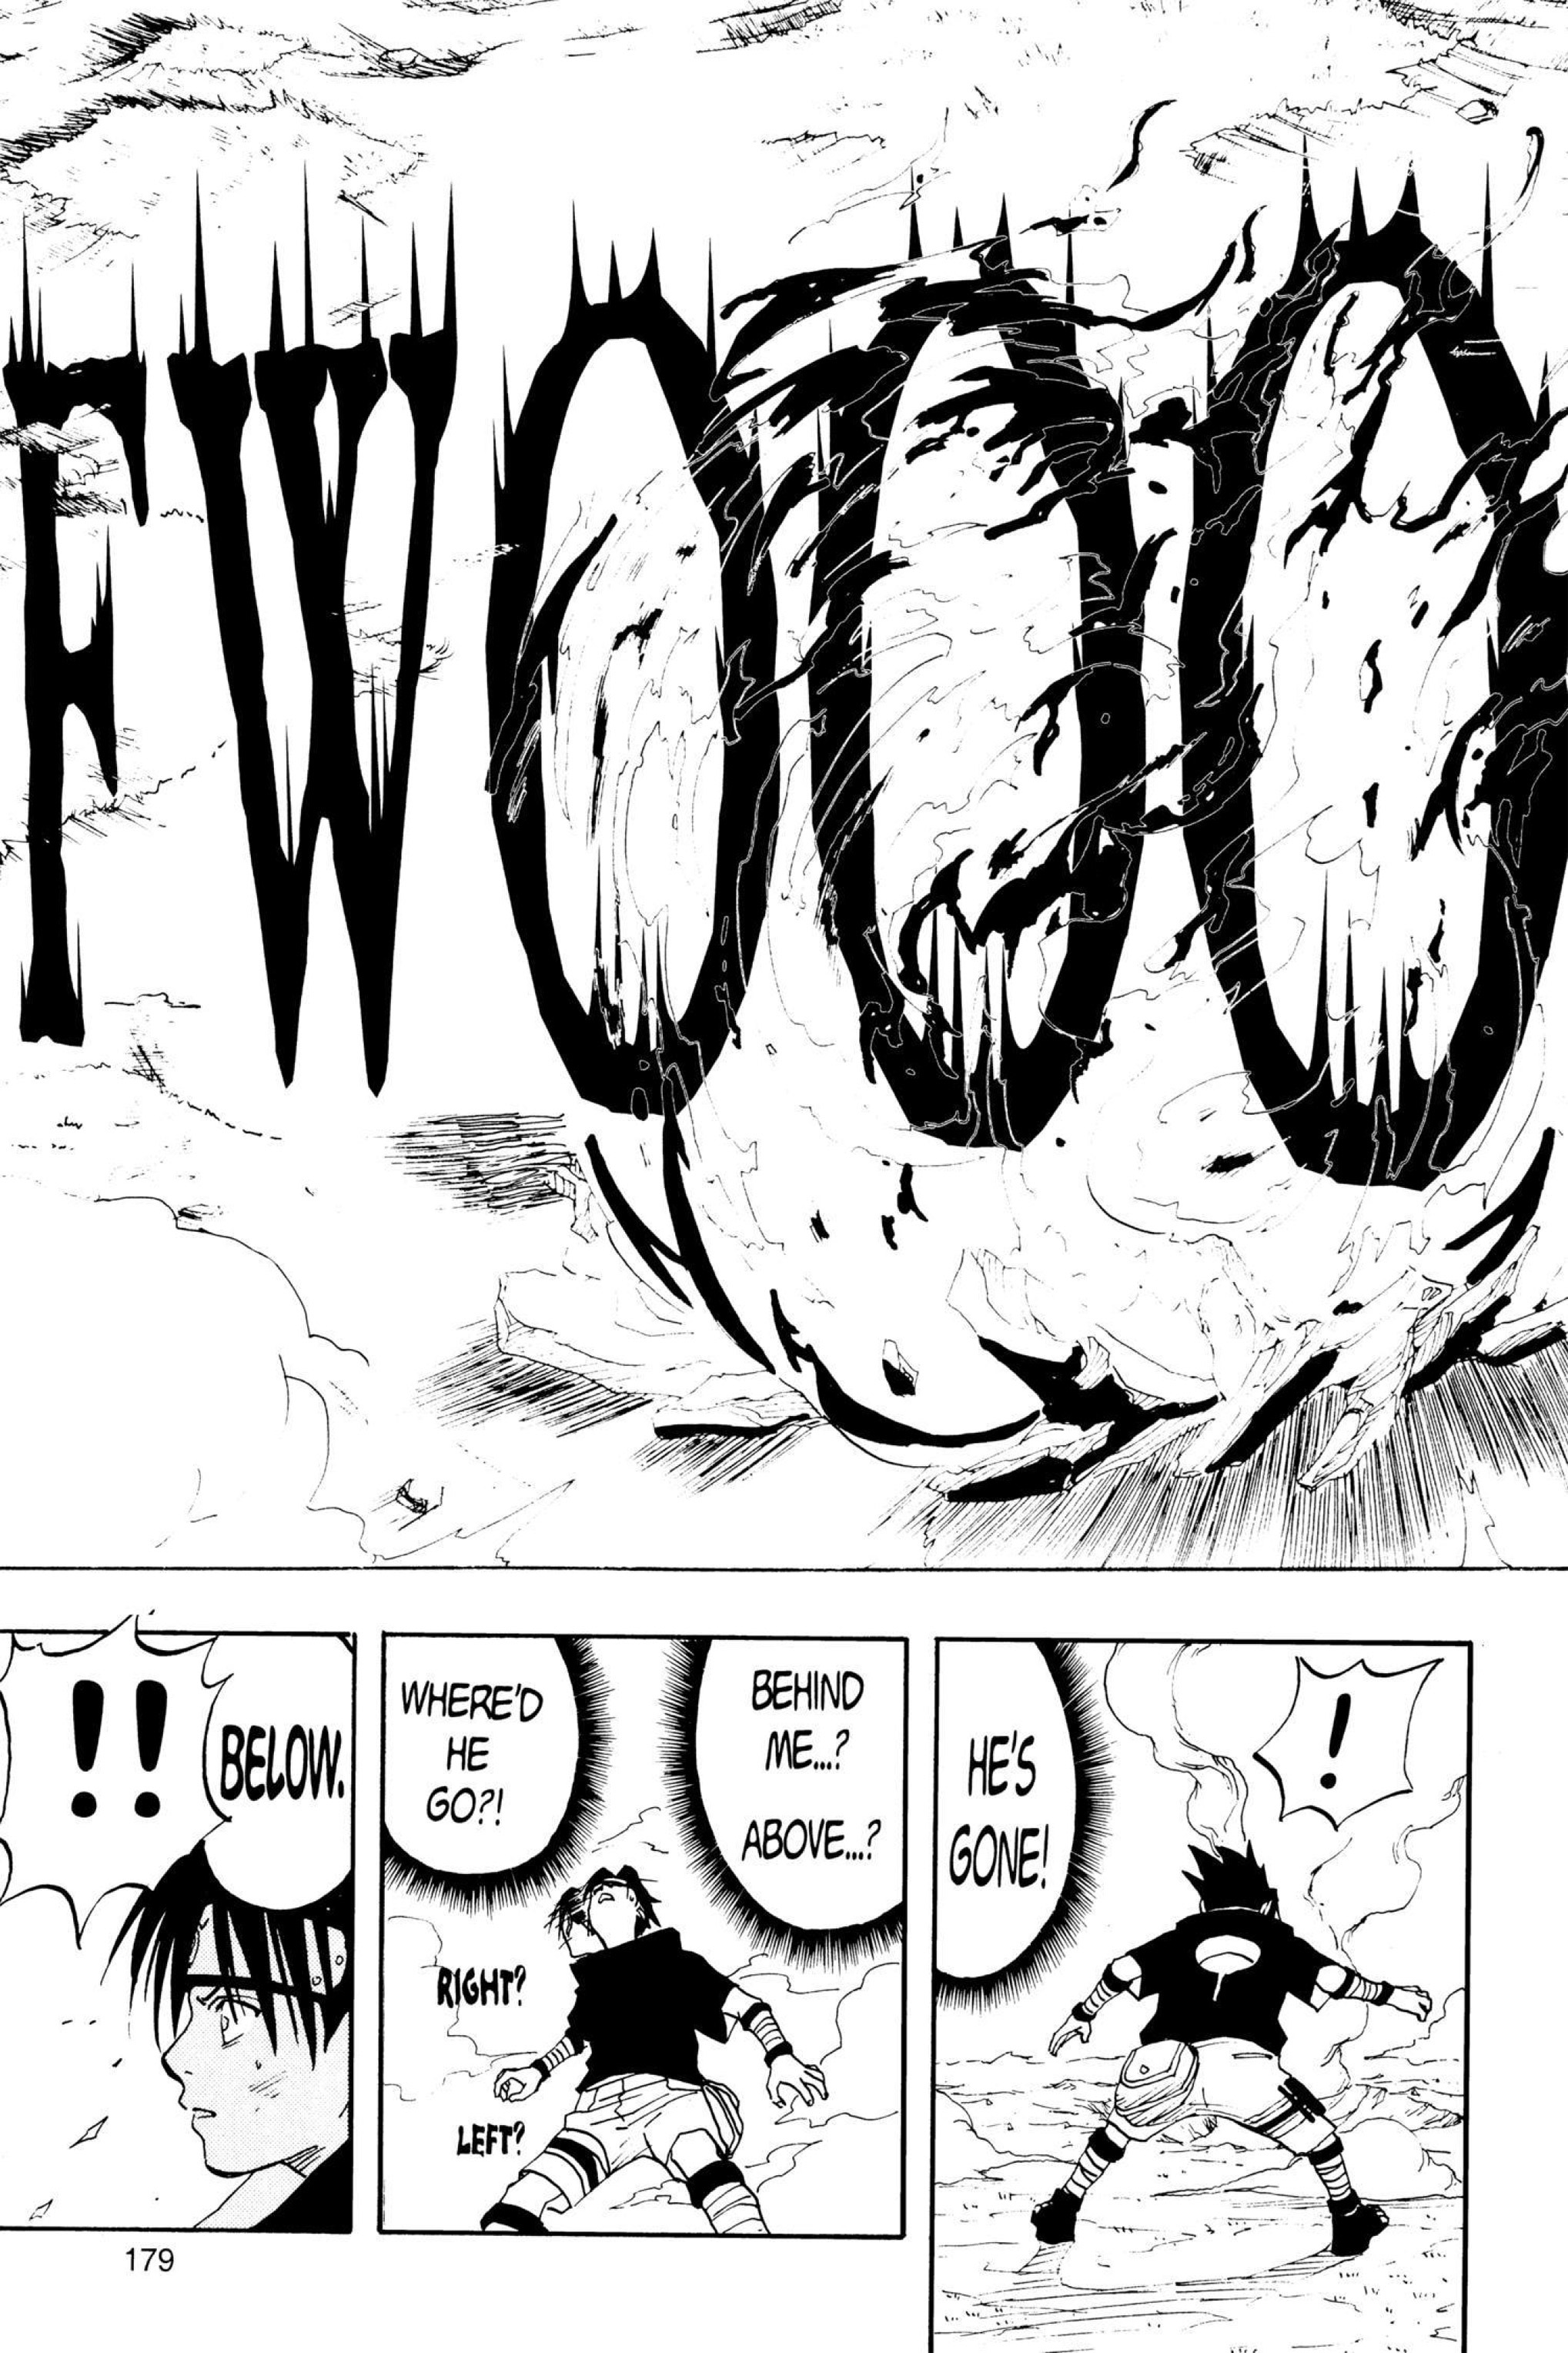 FWOOO
!
HE'S
GONE!
BEHIND
ME...?
ABOVE...?
WHERE'D
HE
GO?!
RIGHT?
LEFT?
BELOW.
!!
179